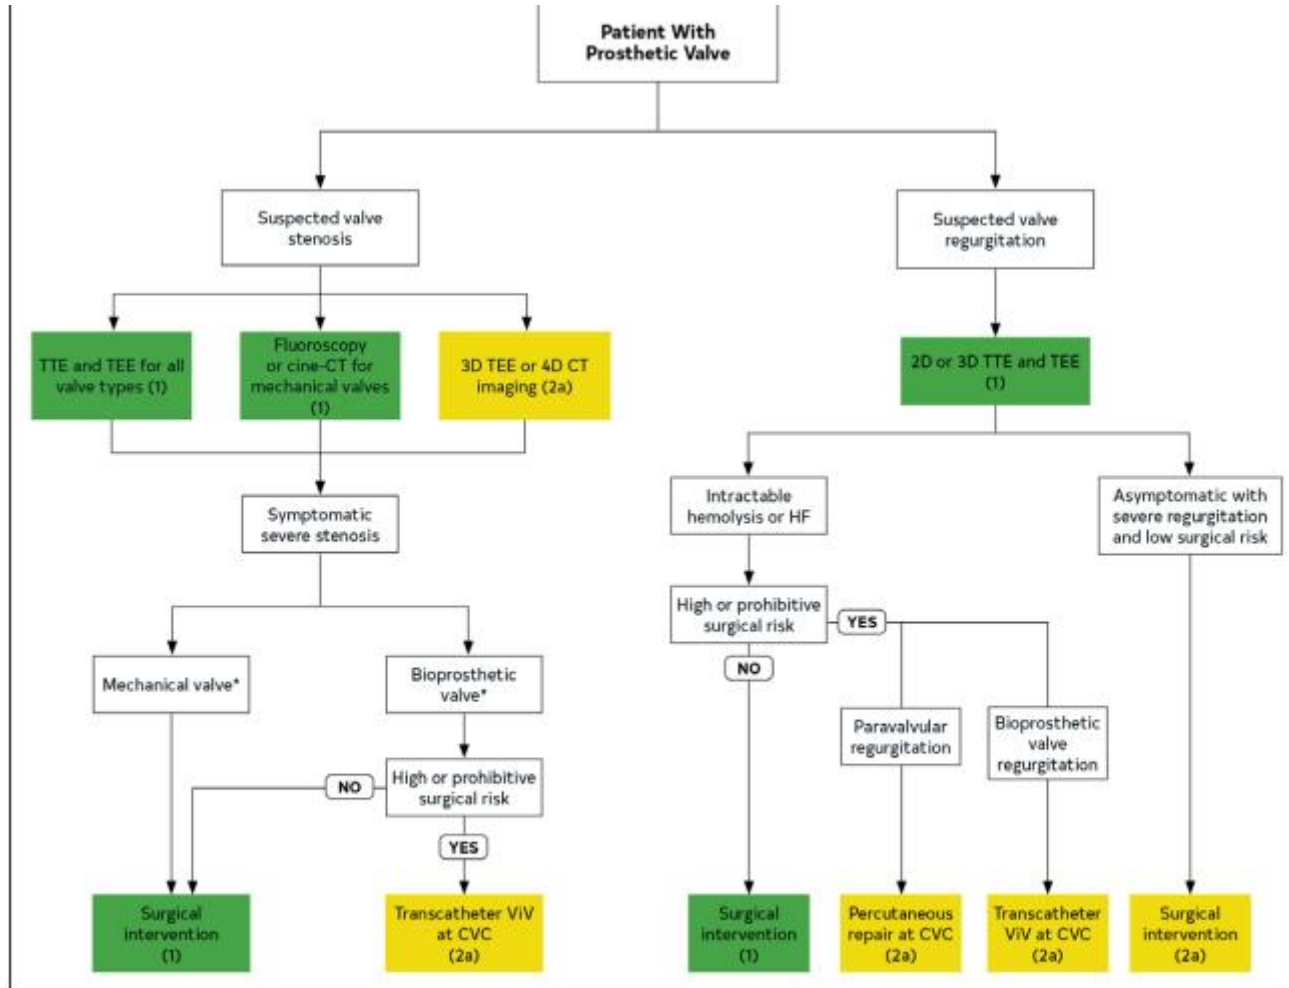 Patient With
Prosthetic Valve
Suspected valve
stenosis
Suspected valve
regurgitation
TTE and TEE for all
valve types (1)
Fluoroscopy
or cine-CT for
mechanical valves
(1)
3D TEE or 4D CT
imaging (2a)
2D or 3D TTE and TEE
(1)
Symptomatic
severe stenosis
Intractable
hemolysis or HF
Asymptomatic with
severe regurgitation
and low surgical risk
High or prohibitive
surgical risk
YES
NO
Mechanical valve*
Bioprosthetic
valve*
Paravalvular
regurgitation
Bioprosthetic
valve
regurgitation
High or prohibitive
surgical risk
NO
YES
Surgical
intervention
(1)
Transcatheter ViV
at CVC
(2a)
Surgical
intervention
(1)
Percutaneous
repair at CVC
(2a)
Transcatheter
ViV at CVC
(2a)
Surgical
intervention
(2a)